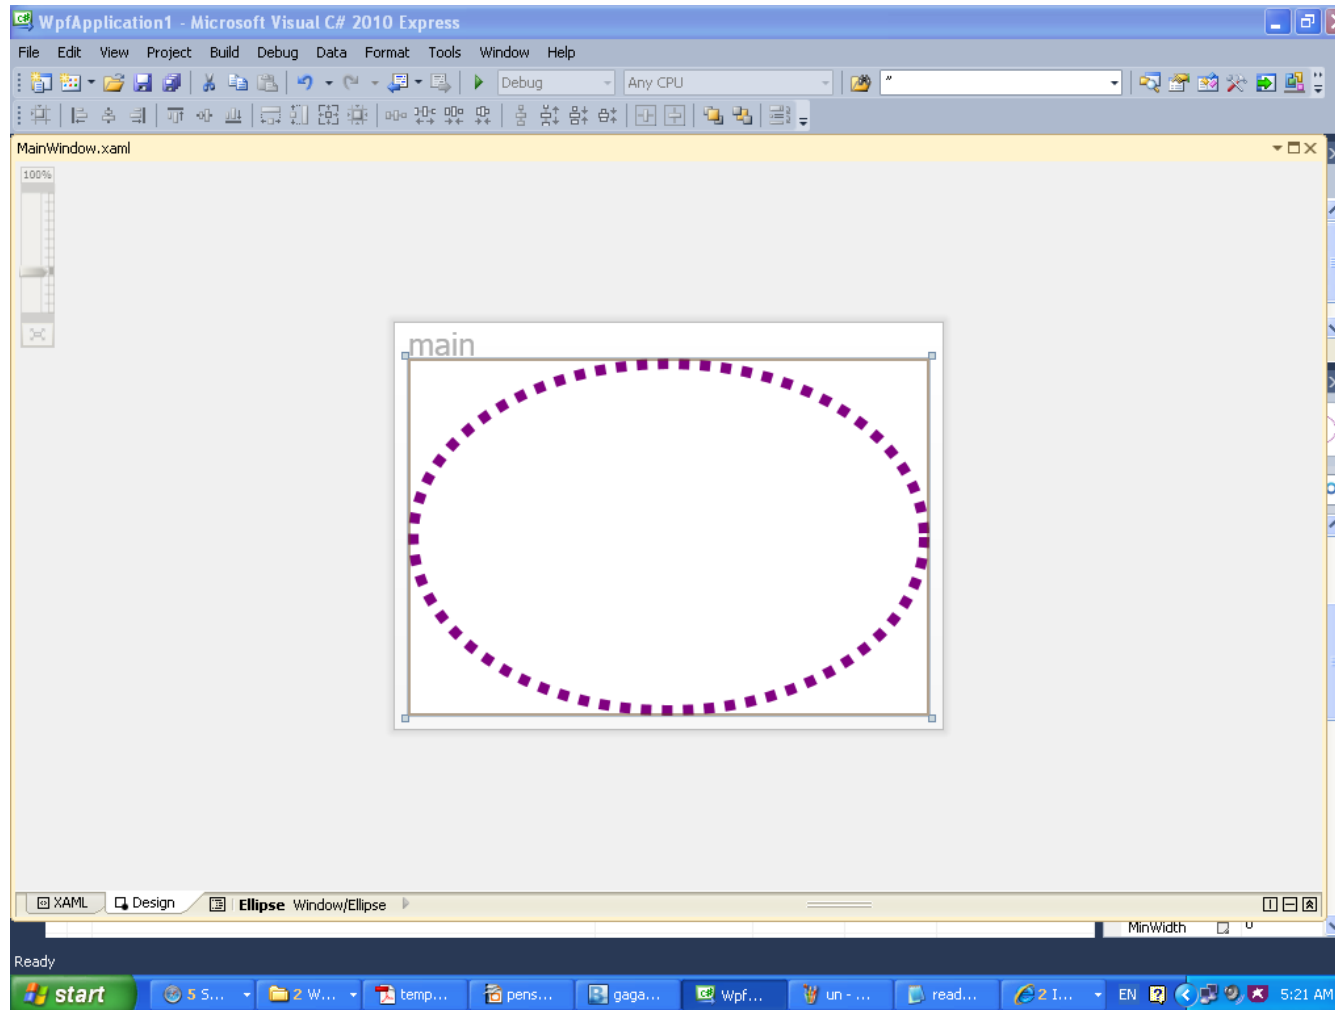 WpfApplication1 - Microsoft Visual C# 2010 Express
File Edit View Project Build Debug Data Format Tools Window Help
Debug Any CPU "
MainWindow.xaml
100%
main
XAML Design Ellipse Window/Ellipse
MinWidth 0
Ready
start 5 S... 2 W... temp... pens... gaga... Wpf... un - ... read... 2 I... EN 5:21 AM